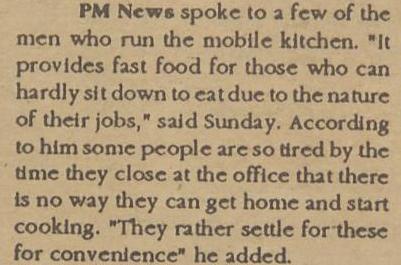 PM News spoke to a few of the
men who run the mobile kitchen. "It
provides fast food for those who can
hardly sit down to eat due to the nature
of their jobs," said Sunday. According
to him some people are so tired by the
time they close at the office that there
is no way they can get home and start
cooking. "They rather settle for these
for convenience" he added.